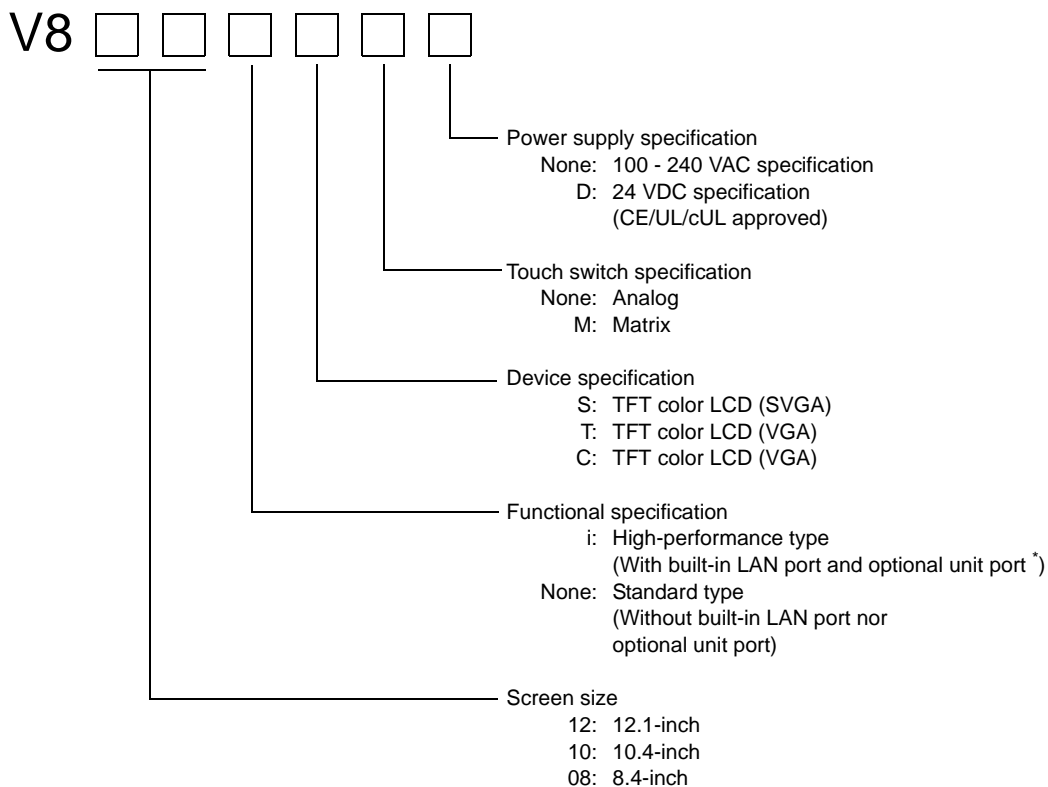 V8 □ □ □ □ □ □
Power supply specification
None: 100 - 240 VAC specification
D: 24 VDC specification
(CE/UL/cUL approved)
Touch switch specification
None: Analog
M: Matrix
Device specification
S: TFT color LCD (SVGA)
T: TFT color LCD (VGA)
C: TFT color LCD (VGA)
Functional specification
i: High-performance type
(With built-in LAN port and optional unit port *)
None: Standard type
(Without built-in LAN port nor
optional unit port)
Screen size
12: 12.1-inch
10: 10.4-inch
08: 8.4-inch